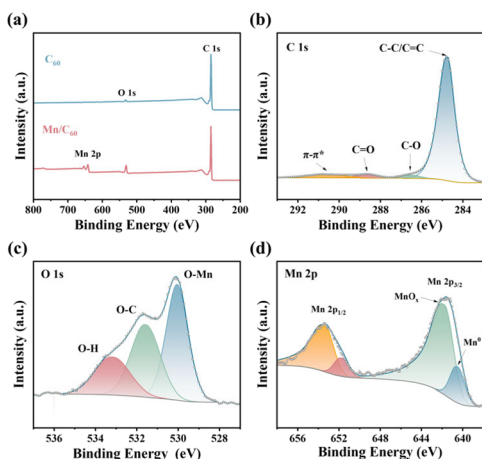 (a)
C 1s
C₆₀
O 1s
Mn/C₆₀
Mn 2p
Intensity (a.u.)
800 700 600 500 400 300 200
Binding Energy (eV)
(b)
C 1s
C-C/C=C
π-π*
C=O
C-O
Intensity (a.u.)
292 290 288 286 284
Binding Energy (eV)
(c)
O 1s
O-Mn
O-C
O-H
Intensity (a.u.)
536 534 532 530 528
Binding Energy (eV)
(d)
Mn 2p
Mn 2p₃/₂
MnOₓ
Mn 2p₁/₂
Mn⁰
Intensity (a.u.)
656 652 648 644 640
Binding Energy (eV)